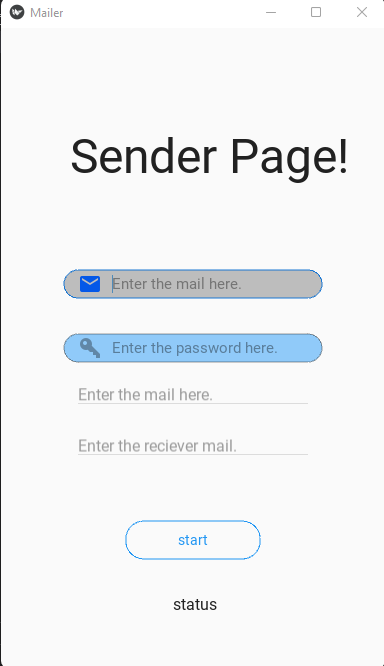 Mailer
Sender Page!
Enter the mail here.
Enter the password here.
Enter the mail here.
Enter the reciever mail.
start
status